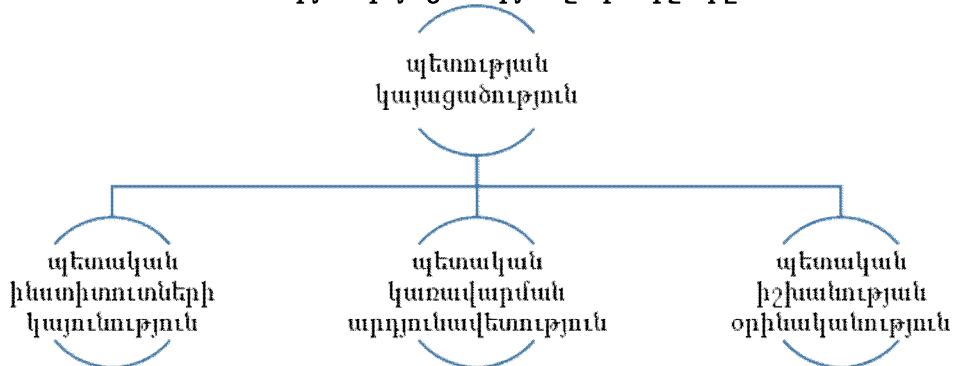 պետության
կայացածություն
պետական
ինստիտուտների
կայունություն
պետական
կառավարման
արդյունավետություն
պետական
իշխանության
օրինականություն